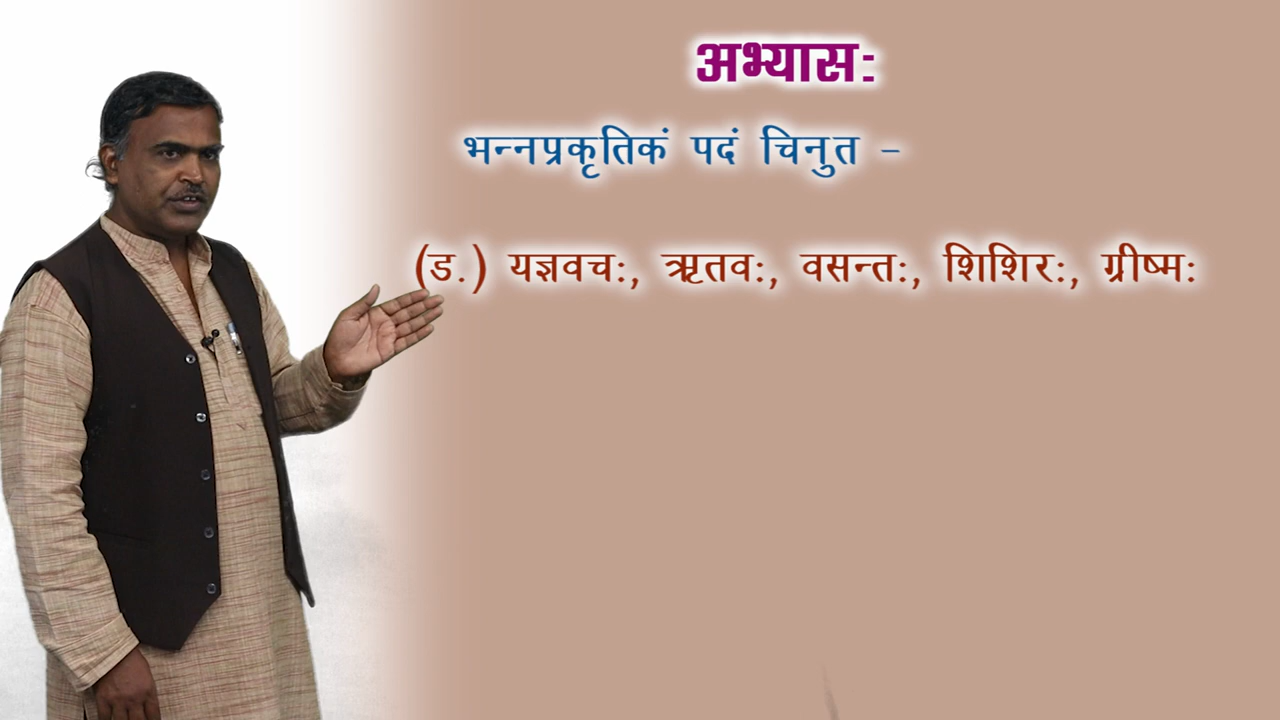 अभ्यासः
भन्नप्रकृतिकं पदं चिनुत -
(ड.) यज्ञवचः, ऋतवः, वसन्तः, शिशिरः, ग्रीष्मः